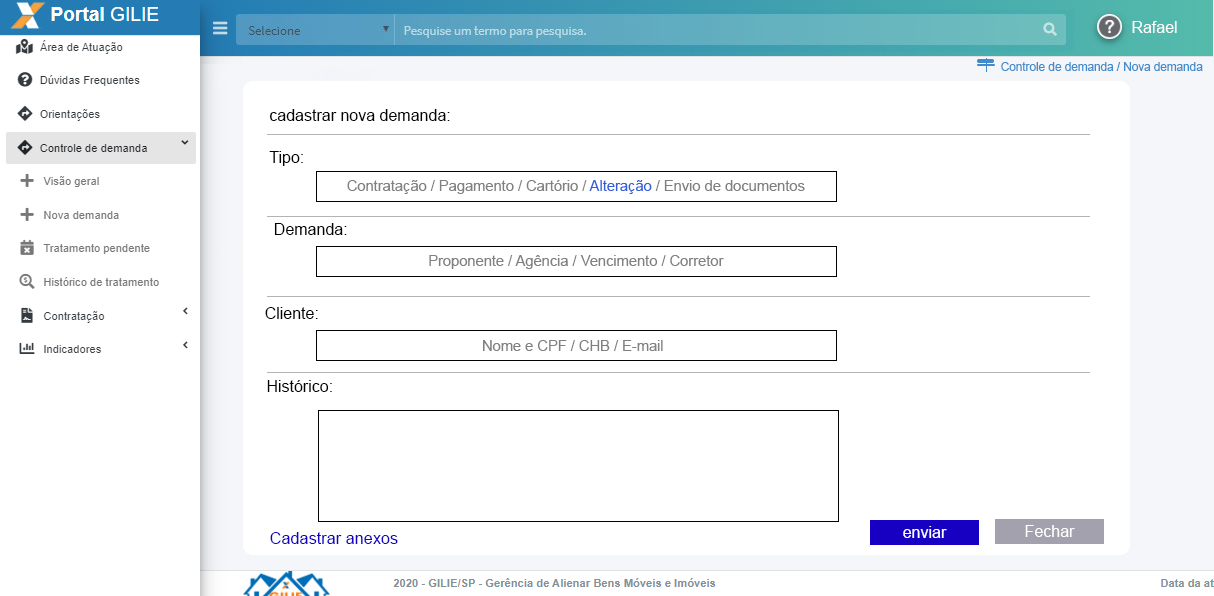 Portal GILIE
Selecione
Pesquise um termo para pesquisa.
? Rafael
Área de Atuação
Dúvidas Frequentes
Orientações
Controle de demanda
Visão geral
Nova demanda
Tratamento pendente
Histórico de tratamento
Contratação
Indicadores
Controle de demanda / Nova demanda
cadastrar nova demanda:
Tipo:
Contratação / Pagamento / Cartório / Alteração / Envio de documentos
Demanda:
Proponente / Agência / Vencimento / Corretor
Cliente:
Nome e CPF / CHB / E-mail
Histórico:
Cadastrar anexos
enviar
Fechar
GILIE
2020 - GILIE/SP - Gerência de Alienar Bens Móveis e Imóveis
Data da at